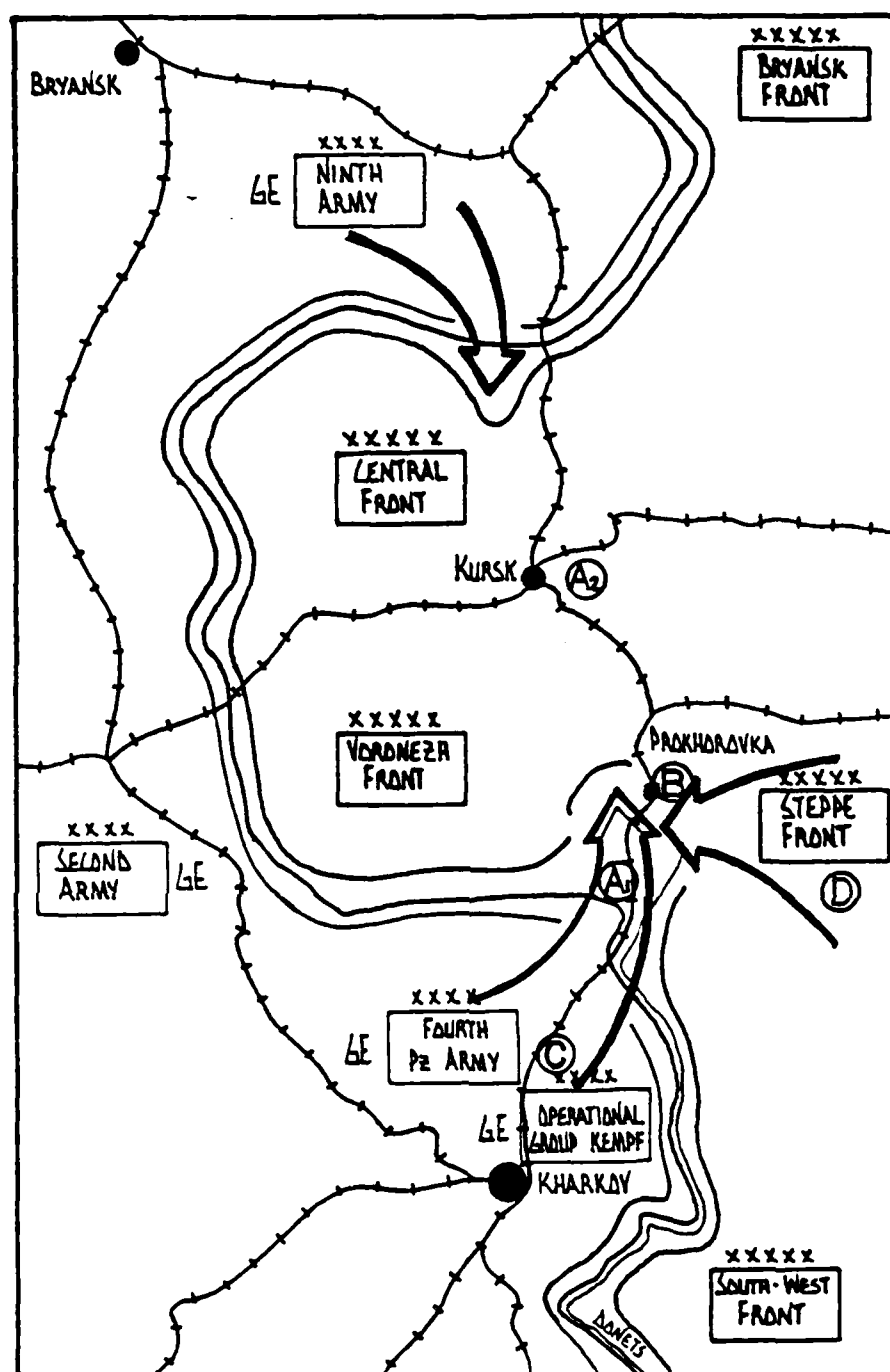 xxxxx
BRYANSK
FRONT
BRYANSK
xxxx
GE
NINTH
ARMY
xxxxx
CENTRAL
FRONT
KURSK
A2
xxxxx
VORONEZH
FRONT
PROKHOROVKA
B
xxxxx
STEPPE
FRONT
xxxx
SECOND
ARMY
GE
A1
D
xxxx
GE
FOURTH
PZ ARMY
C
xxxx
GE
OPERATIONAL
GROUP KEMPF
KHARKOV
xxxxx
SOUTH-WEST
FRONT
DONETS